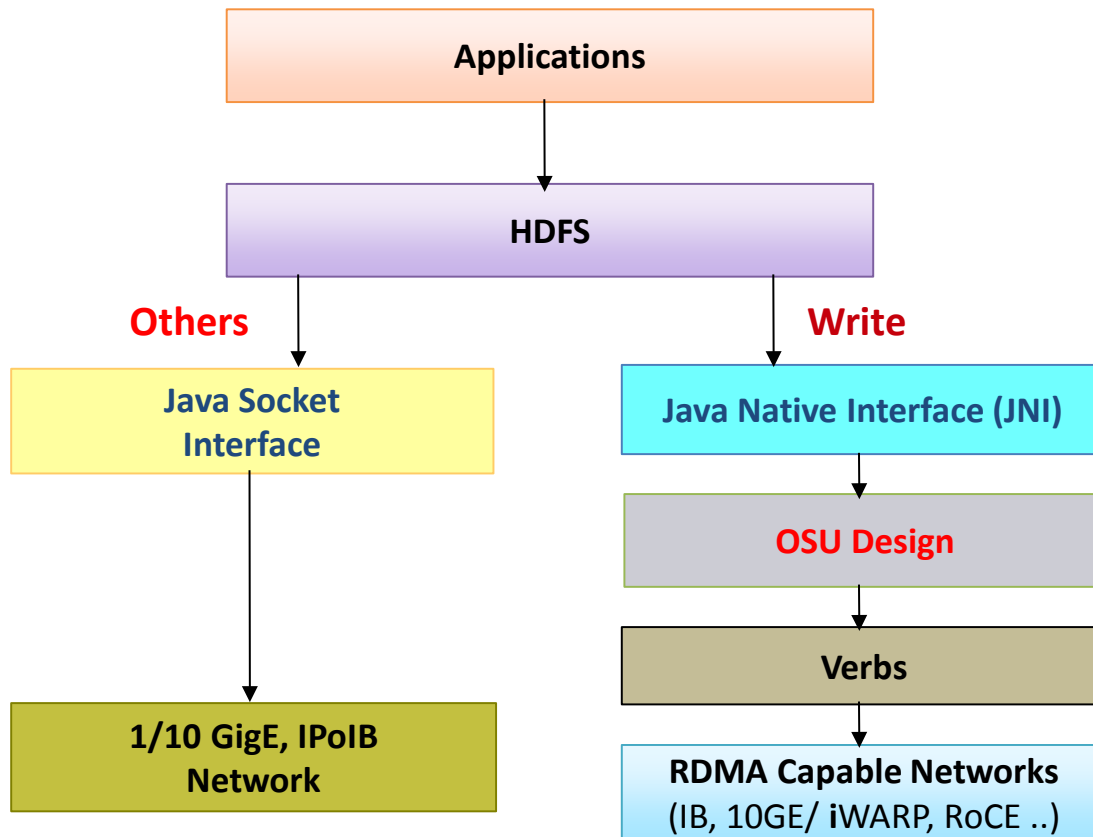 Applications
HDFS
Others
Write
Java Socket
Interface
Java Native Interface (JNI)
OSU Design
Verbs
1/10 GigE, IPoIB
Network
RDMA Capable Networks
(IB, 10GE/ iWARP, RoCE ..)